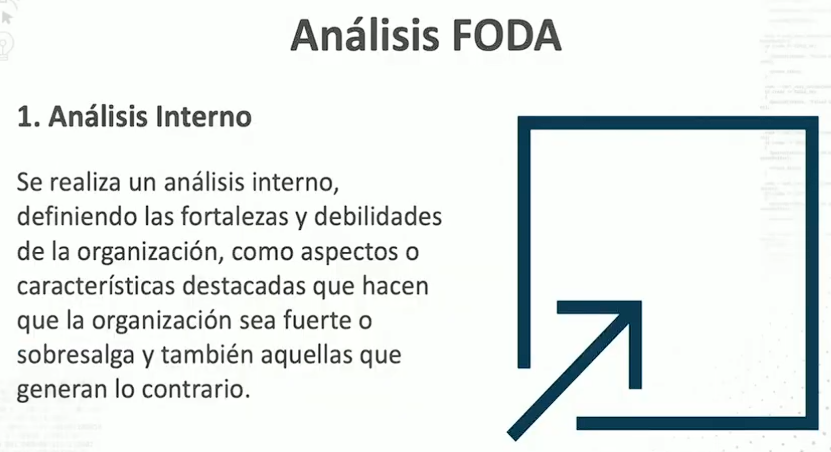 Análisis FODA
1. Análisis Interno
Se realiza un análisis interno,
definiendo las fortalezas y debilidades
de la organización, como aspectos o
características destacadas que hacen
que la organización sea fuerte o
sobresalga y también aquellas que
generan lo contrario.